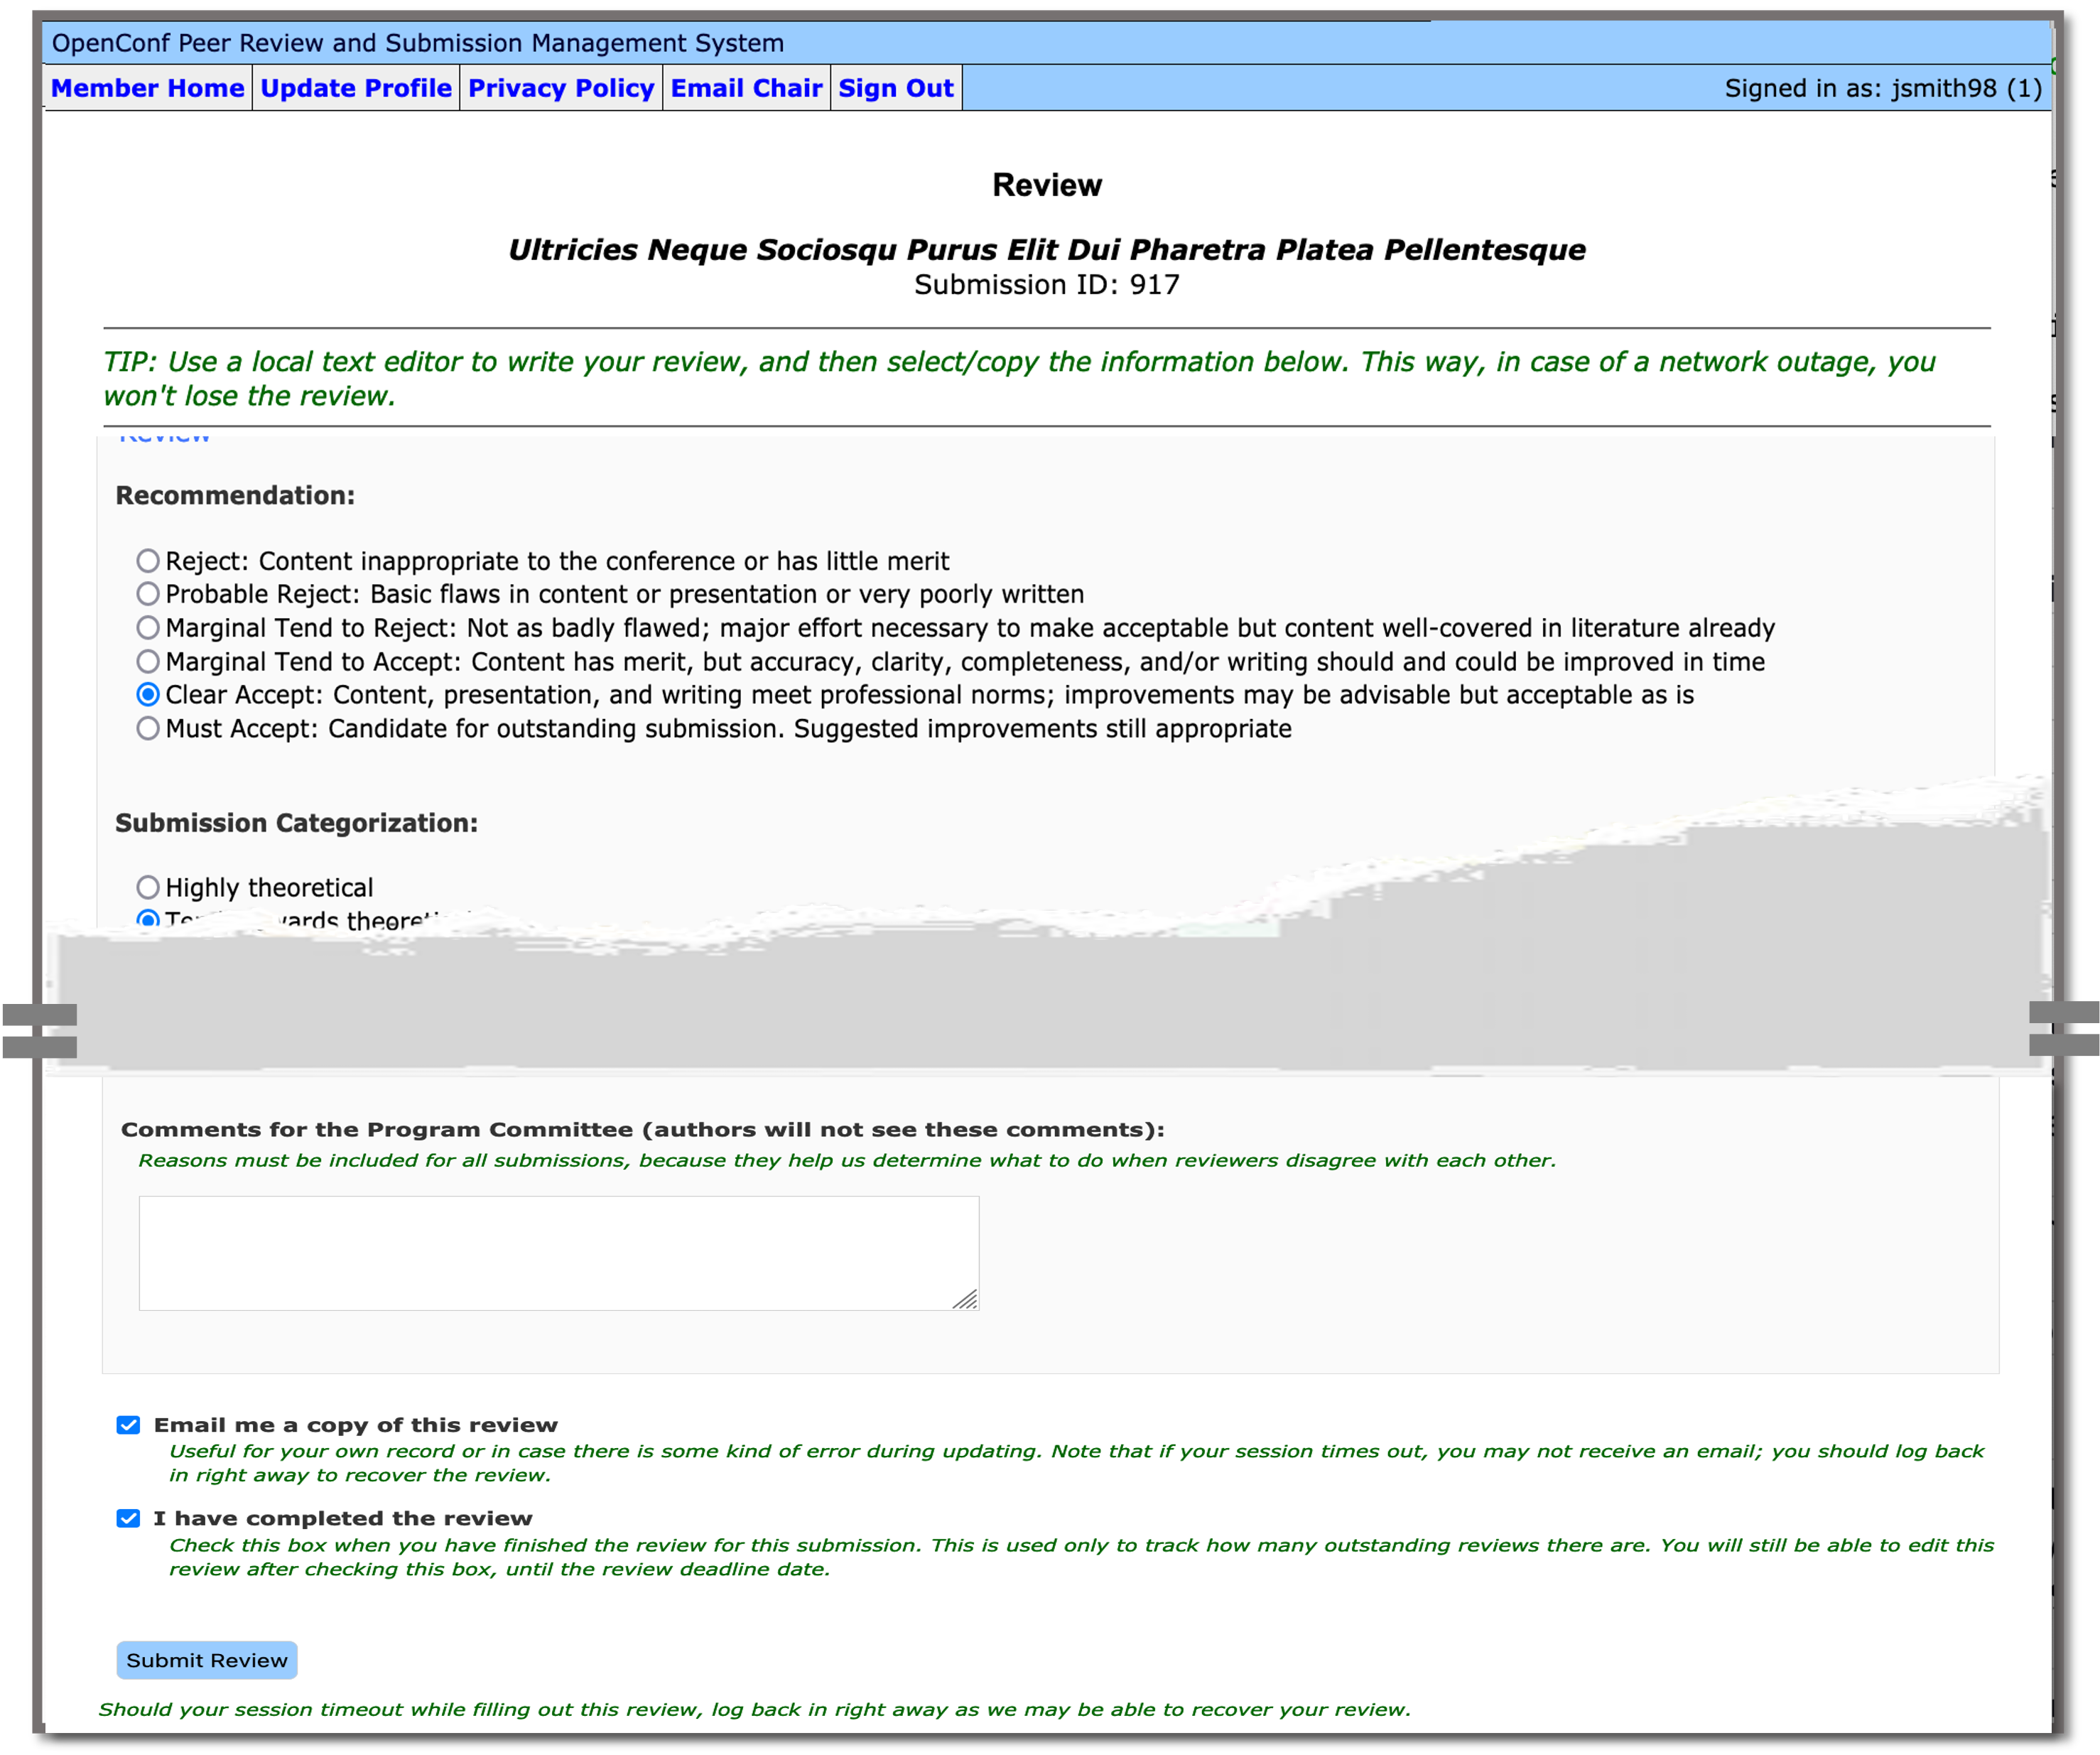 OpenConf Peer Review and Submission Management System
Member Home Update Profile Privacy Policy Email Chair Sign Out Signed in as: jsmith98 (1)
Review
Ultricies Neque Sociosqu Purus Elit Dui Pharetra Platea Pellentesque
Submission ID: 917
TIP: Use a local text editor to write your review, and then select/copy the information below. This way, in case of a network outage, you
won't lose the review.
Review
Recommendation:
Reject: Content inappropriate to the conference or has little merit
Probable Reject: Basic flaws in content or presentation or very poorly written
Marginal Tend to Reject: Not as badly flawed; major effort necessary to make acceptable but content well-covered in literature already
Marginal Tend to Accept: Content has merit, but accuracy, clarity, completeness, and/or writing should and could be improved in time
Clear Accept: Content, presentation, and writing meet professional norms; improvements may be advisable but acceptable as is
Must Accept: Candidate for outstanding submission. Suggested improvements still appropriate
Submission Categorization:
Highly theoretical
Comments for the Program Committee (authors will not see these comments):
Reasons must be included for all submissions, because they help us determine what to do when reviewers disagree with each other.
Email me a copy of this review
Useful for your own record or in case there is some kind of error during updating. Note that if your session times out, you may not receive an email; you should log back
in right away to recover the review.
I have completed the review
Check this box when you have finished the review for this submission. This is used only to track how many outstanding reviews there are. You will still be able to edit this
review after checking this box, until the review deadline date.
Submit Review
Should your session timeout while filling out this review, log back in right away as we may be able to recover your review.